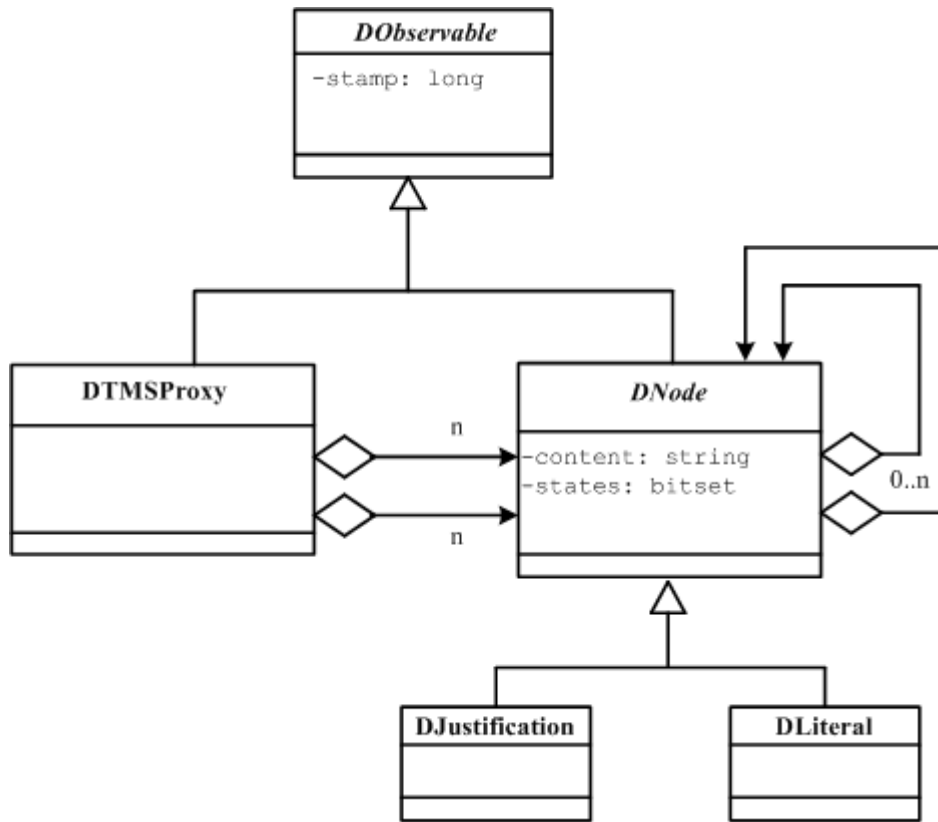 DObservable
-stamp: long
DTMSProxy
DNode
n
-content: string
-states: bitset
0..n
n
DJustification
DLiteral